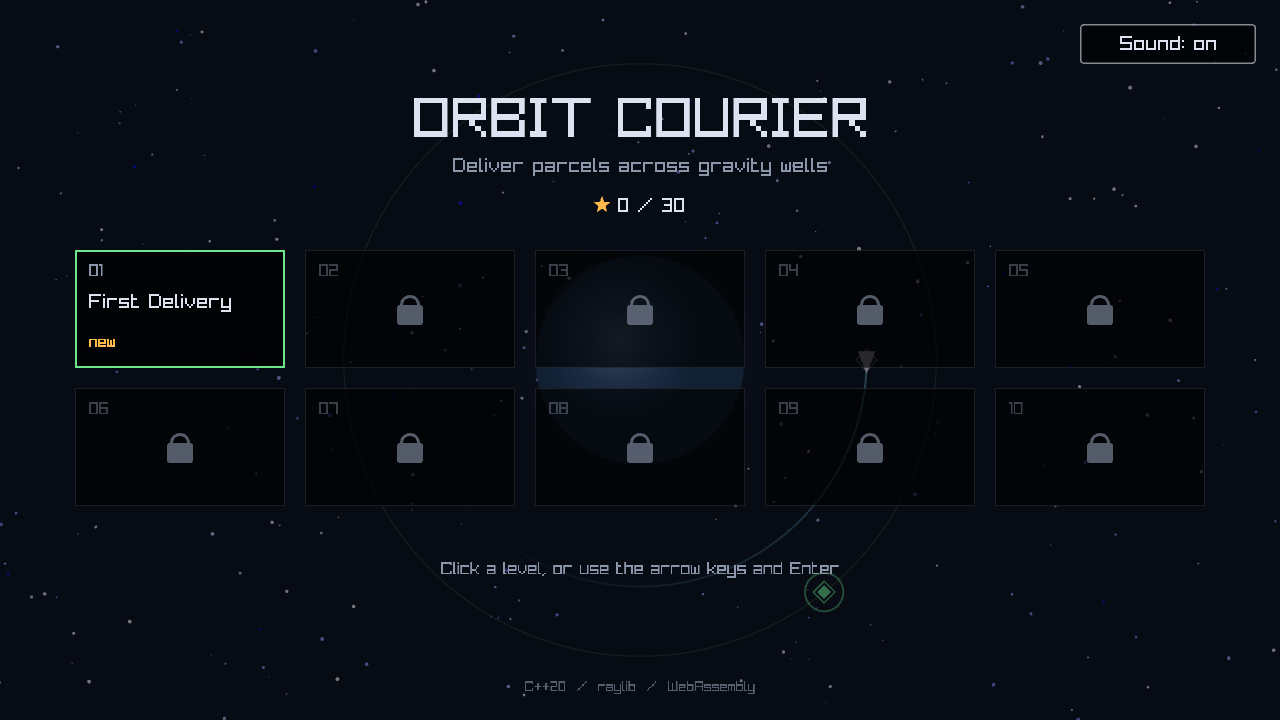 Sound: on
ORBIT COURIER
Deliver parcels across gravity wells
0 / 30
01
First Delivery
new
02
03
04
05
06
07
08
09
10
Click a level, or use the arrow keys and Enter
C++20 / raylib / WebAssembly